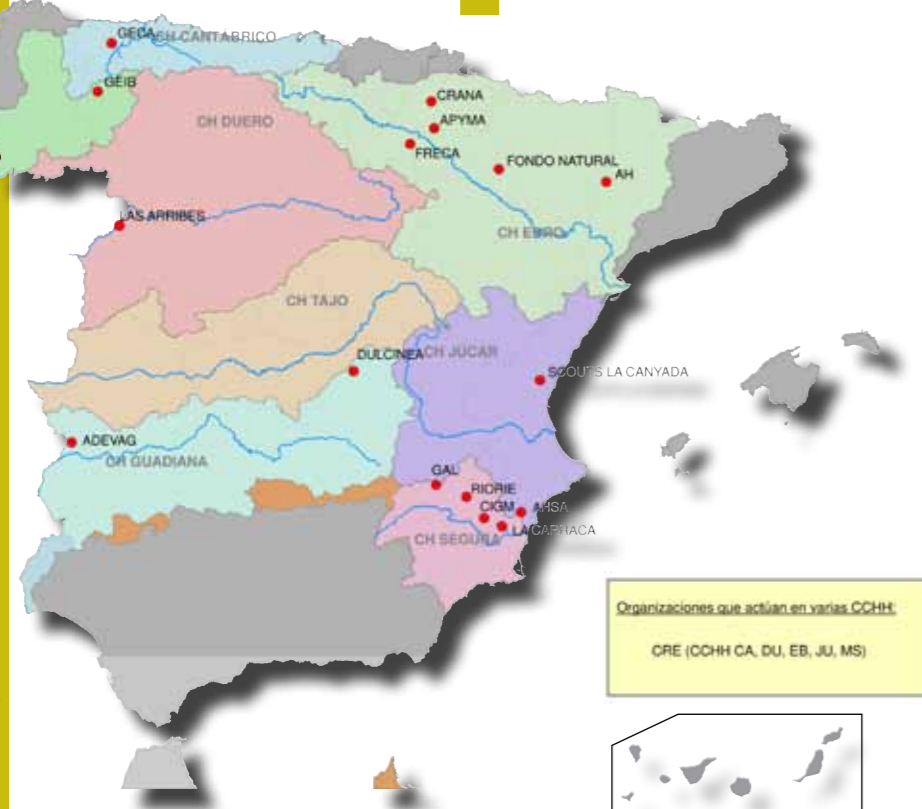 GECA
CH CANTÁBRICO
GEIB
CRANA
CH DUERO
APYMA
FRECA
FONDO NATURAL
AH
LAS ARRIBES
CH EBRO
CH TAJO
DULCINEA
CH JUCAR
SCOUTS LA CANYADA
ADEVAG
CH GUADIANA
GAL
RIORIE
CIGM
AHSA
LA CARRACA
CH SEGURA
Organizaciones que actúan en varias CCHH:
CRE (CCHH CA, DU, EB, JU, MS)